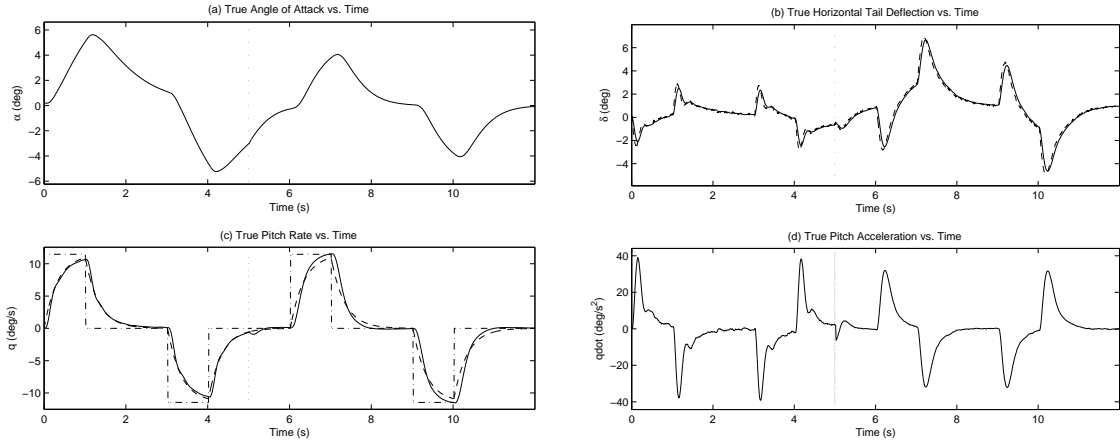 (a) True Angle of Attack vs. Time
α (deg)
6
4
2
0
−2
−4
−6
0 2 4 6 8 10
Time (s)
(b) True Horizontal Tail Deflection vs. Time
δ (deg)
6
4
2
0
−2
−4
0 2 4 6 8 10
Time (s)
(c) True Pitch Rate vs. Time
q (deg/s)
10
5
0
−5
−10
0 2 4 6 8 10
Time (s)
(d) True Pitch Acceleration vs. Time
qdot (deg/s²)
40
20
0
−20
−40
0 2 4 6 8 10
Time (s)